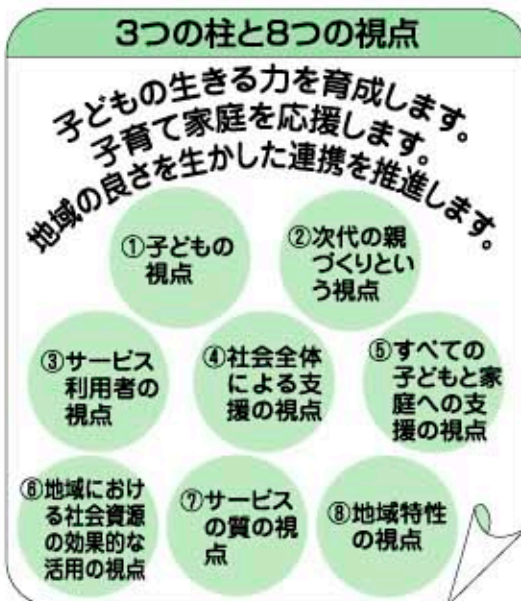 3つの柱と8つの視点
子どもの生きる力を育成します。
子育て家庭を応援します。
地域の良さを生かした連携を推進します。
①子どもの
視点
②次代の親
づくりとい
う視点
③サービス
利用者の
視点
④社会全体
による支
援の視点
⑤すべての
子どもと家
庭への支
援の視点
⑥地域におけ
る社会資源
の効果的な
活用の視点
⑦サービス
の質の視
点
⑧地域特性
の視点